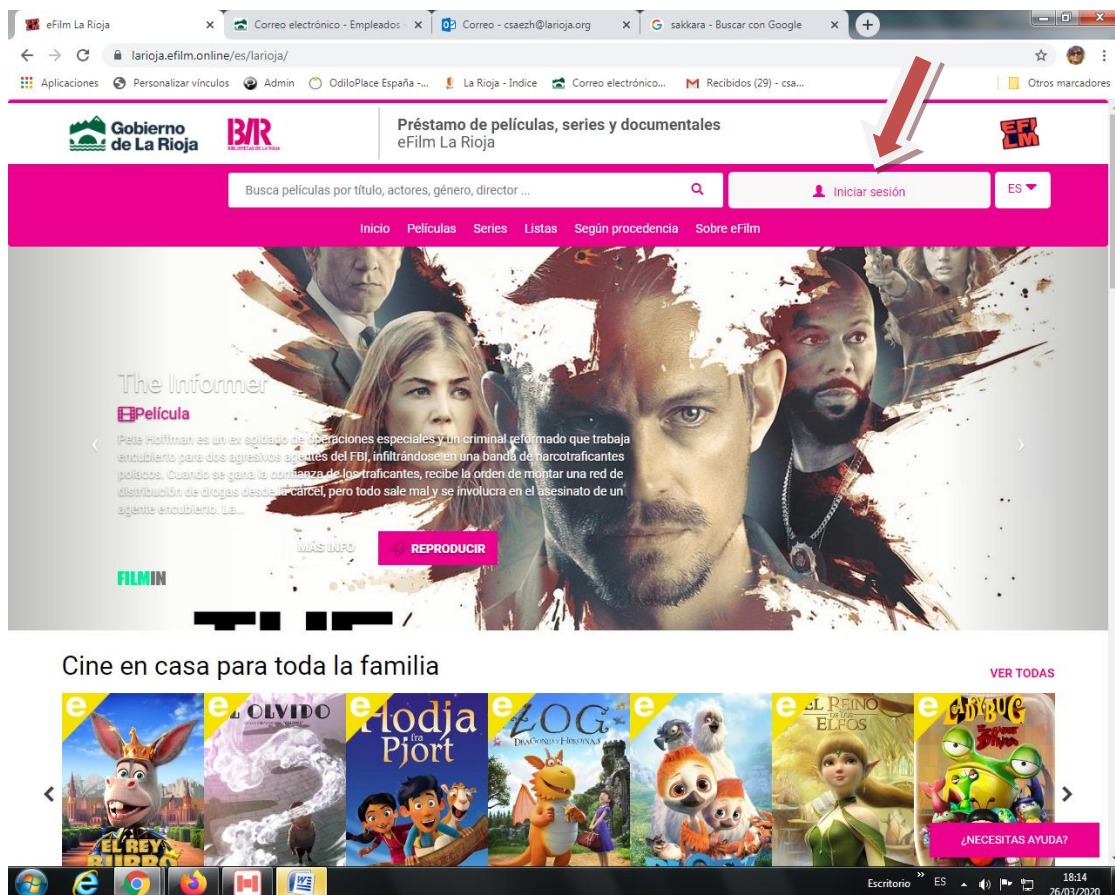 eFilm La Rioja
Correo electrónico - Empleados
Correo - csaezh@larioja.org
sakkara - Buscar con Google
larioja.efilm.online/es/larioja/
Aplicaciones
Personalizar vínculos
Admin
OdiloPlace España -...
La Rioja - Indice
Correo electrónico...
Recibidos (29) - csa...
Otros marcadores
Gobierno
de La Rioja
B/R
Préstamo de películas, series y documentales
eFilm La Rioja
EFI
LM
Busca películas por título, actores, género, director ...
Iniciar sesión
ES
Inicio Películas Series Listas Según procedencia Sobre eFilm
The Informer
Película
Pete Hoffman es un ex soldado de operaciones especiales y un criminal reformado que trabaja
encubierto para dos agresivos agentes del FBI, infiltrándose en una banda de narcotraficantes
polacos. Cuando se gana la confianza de los traficantes, recibe la orden de montar una red de
distribución de drogas desde la cárcel, pero todo sale mal y se involucra en el asesinato de un
agente encubierto. La...
MÁS INFO
REPRODUCIR
FILMIN
Cine en casa para toda la familia
VER TODAS
EL REY
BURRO
OLVIDO
Hodja
fra
Pjort
ZOG
DRAGONES Y HEROÍNAS
EL REINO
DE LOS
ELFOS
LADYBUG
¿NECESITAS AYUDA?
Escritorio
ES
18:14
26/03/2020